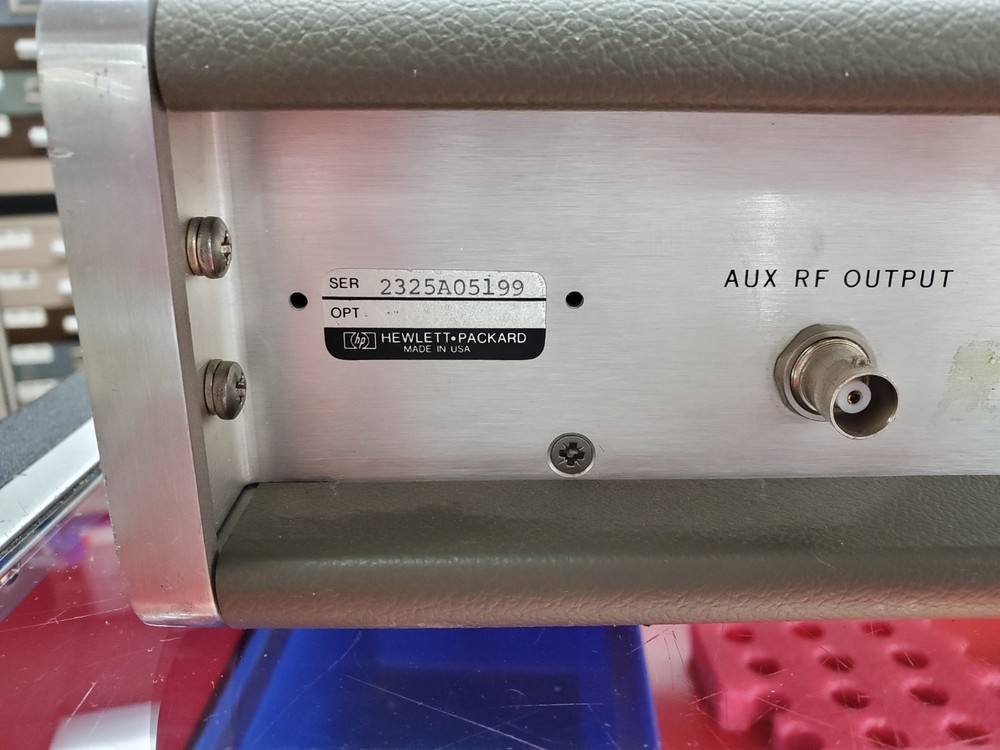 SER 2325A05199
OPT
hp HEWLETT•PACKARD
MADE IN USA
AUX RF OUTPUT